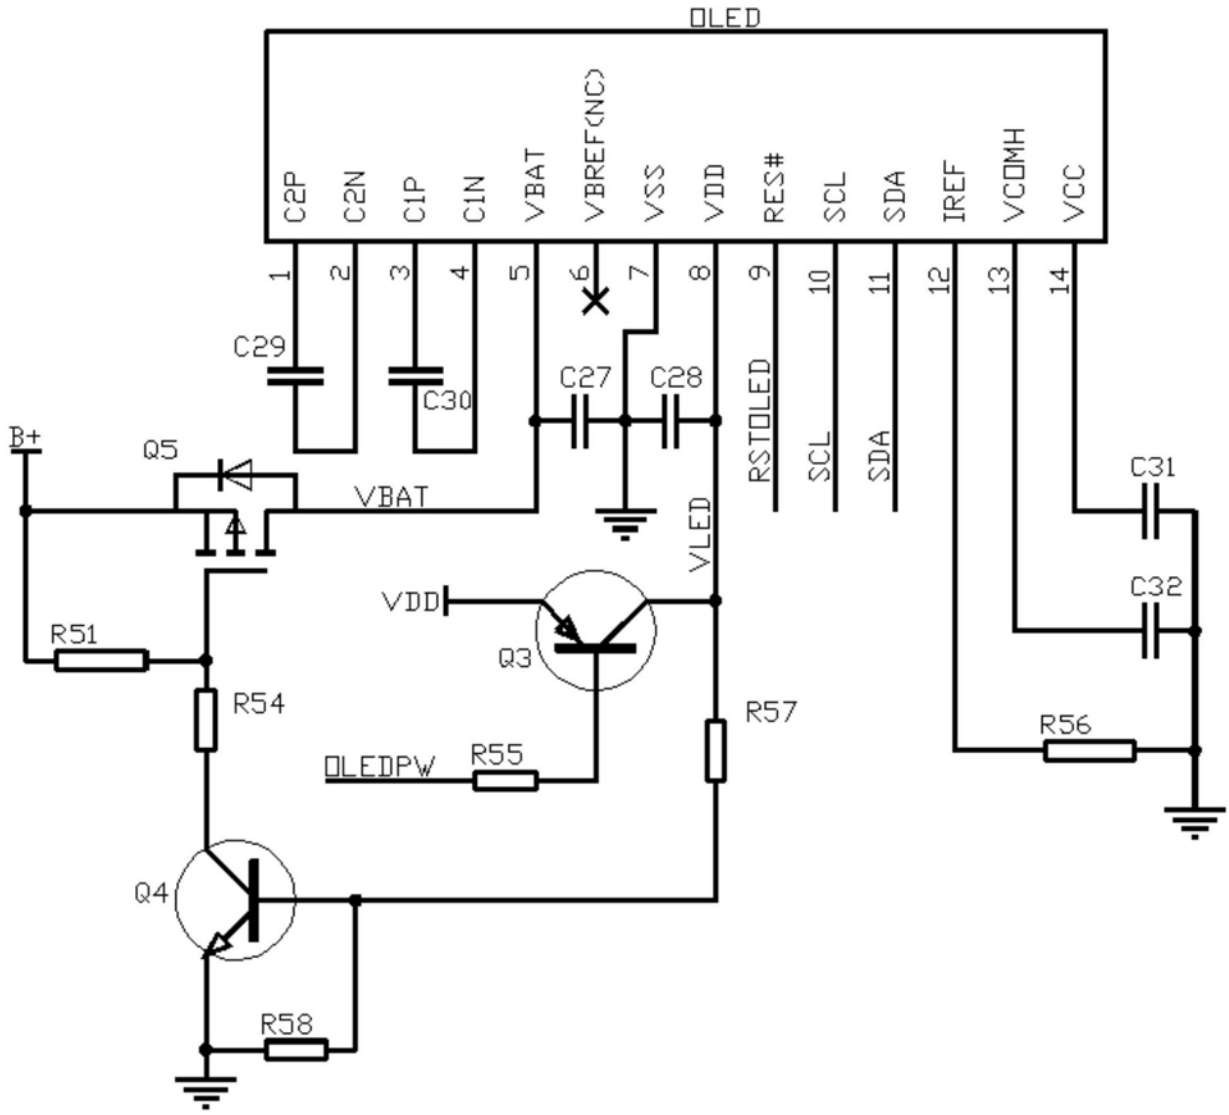 OLED
C2P
C2N
C1P
C1N
VBAT
VBREF(NC)
VSS
VDD
RES#
SCL
SDA
IREF
VCOMH
VCC
1
2
3
4
5
6
7
8
9
10
11
12
13
14
C29
C30
C27
C28
RSTOLED
SCL
SDA
B+
Q5
VBAT
VLED
C31
C32
VDD
Q3
R51
R54
R57
R56
OLEDPW
R55
Q4
R58